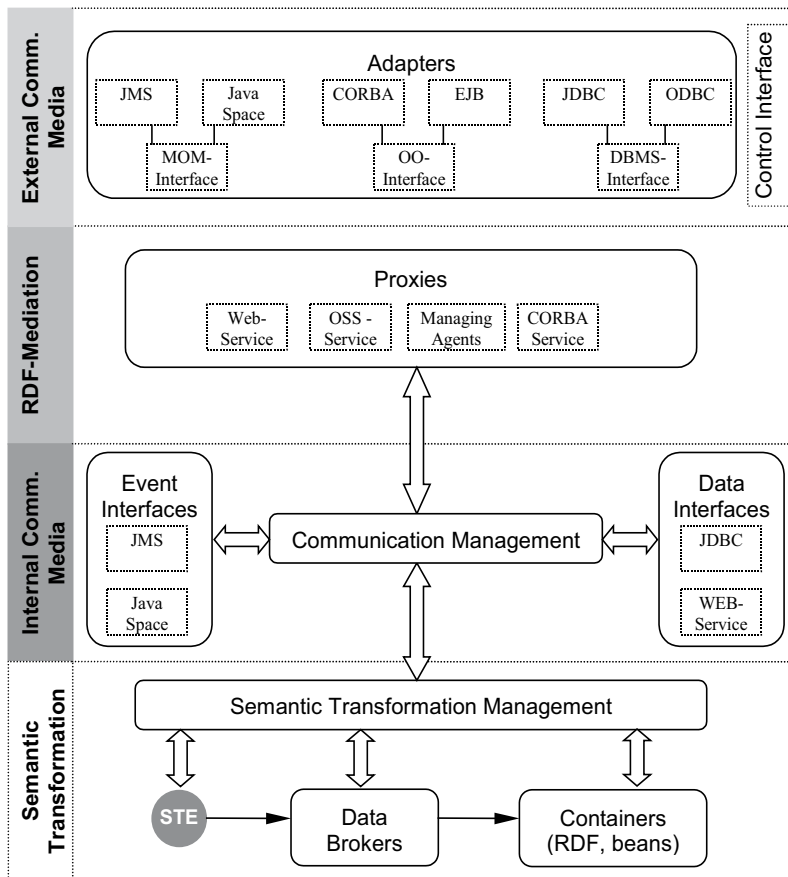 External Comm.
Media
Adapters
JMS
Java
Space
CORBA
EJB
JDBC
ODBC
MOM-
Interface
OO-
Interface
DBMS-
Interface
Control Interface
RDF-Mediation
Proxies
Web-
Service
OSS -
Service
Managing
Agents
CORBA
Service
Internal Comm.
Media
Event
Interfaces
JMS
Java
Space
Communication Management
Data
Interfaces
JDBC
WEB-
Service
Semantic
Transformation
Semantic Transformation Management
STE
Data
Brokers
Containers
(RDF, beans)